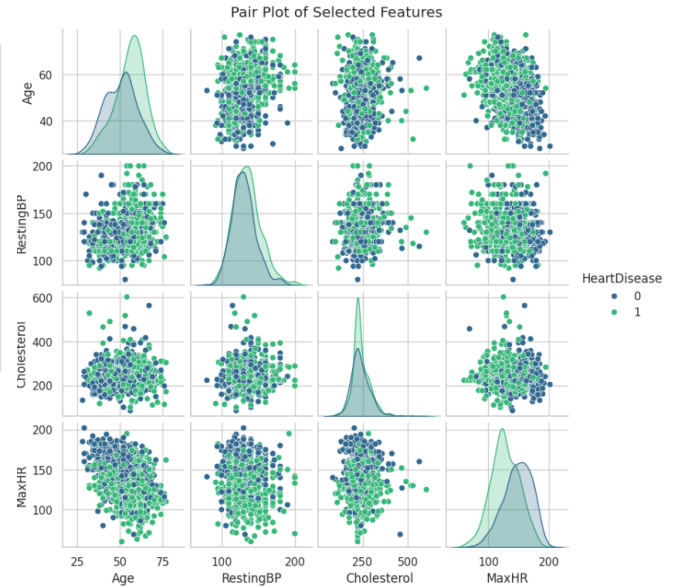 Pair Plot of Selected Features
Age
60
40
RestingBP
200
150
100
Cholesterol
600
400
200
MaxHR
200
150
100
25 50 75
100 200
250 500
100 200
Age RestingBP Cholesterol MaxHR
HeartDisease
0
1